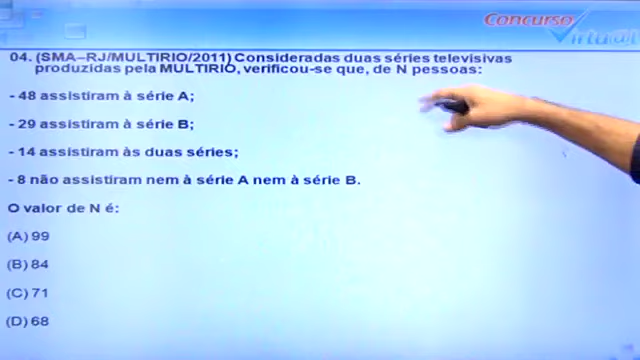 Concurso
Virtual
04. (SMA–RJ/MULTIRIO/2011) Consideradas duas séries televisivas
produzidas pela MULTIRIO, verificou-se que, de N pessoas:
- 48 assistiram à série A;
- 29 assistiram à série B;
- 14 assistiram às duas séries;
- 8 não assistiram nem à série A nem à série B.
O valor de N é:
(A) 99
(B) 84
(C) 71
(D) 68